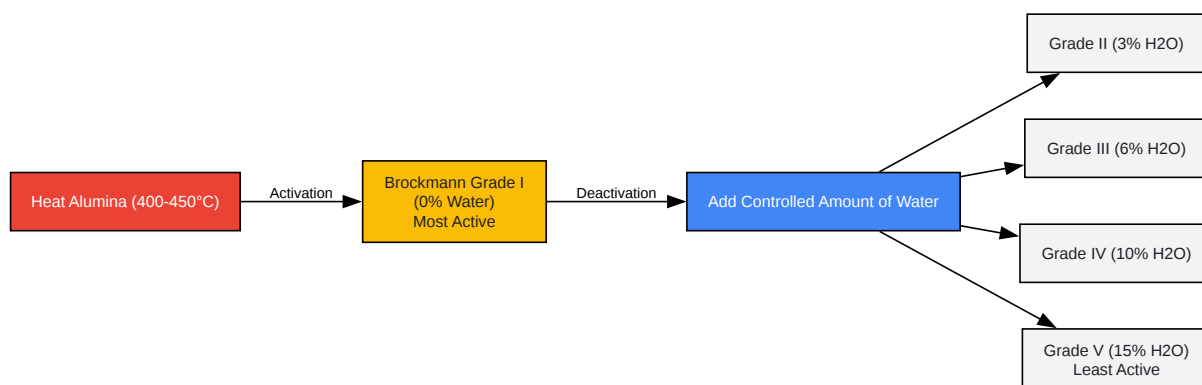 Heat Alumina (400-450°C)
Activation
Brockmann Grade I
(0% Water)
Most Active
Deactivation
Add Controlled Amount of Water
Grade II (3% H2O)
Grade III (6% H2O)
Grade IV (10% H2O)
Grade V (15% H2O)
Least Active